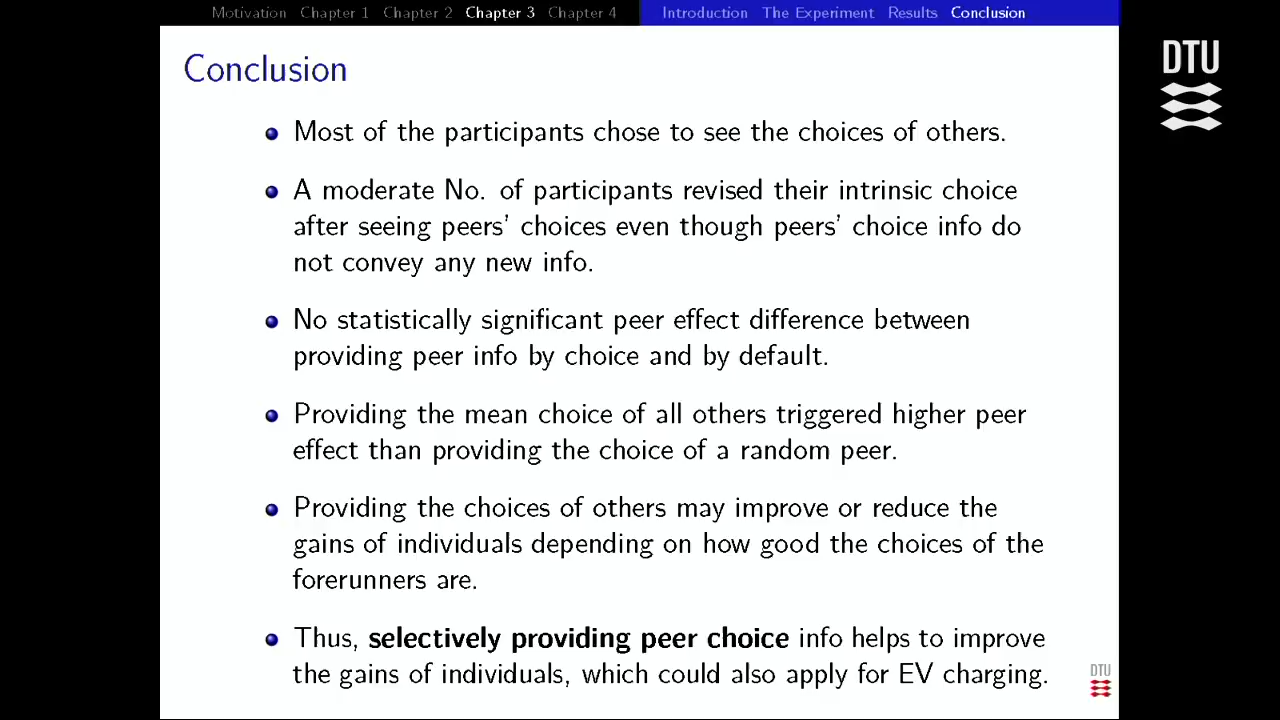 Motivation Chapter 1 Chapter 2 Chapter 3 Chapter 4 Introduction The Experiment Results Conclusion
DTU
Conclusion
Most of the participants chose to see the choices of others.
A moderate No. of participants revised their intrinsic choice
after seeing peers' choices even though peers' choice info do
not convey any new info.
No statistically significant peer effect difference between
providing peer info by choice and by default.
Providing the mean choice of all others triggered higher peer
effect than providing the choice of a random peer.
Providing the choices of others may improve or reduce the
gains of individuals depending on how good the choices of the
forerunners are.
Thus, selectively providing peer choice info helps to improve
the gains of individuals, which could also apply for EV charging.
DTU